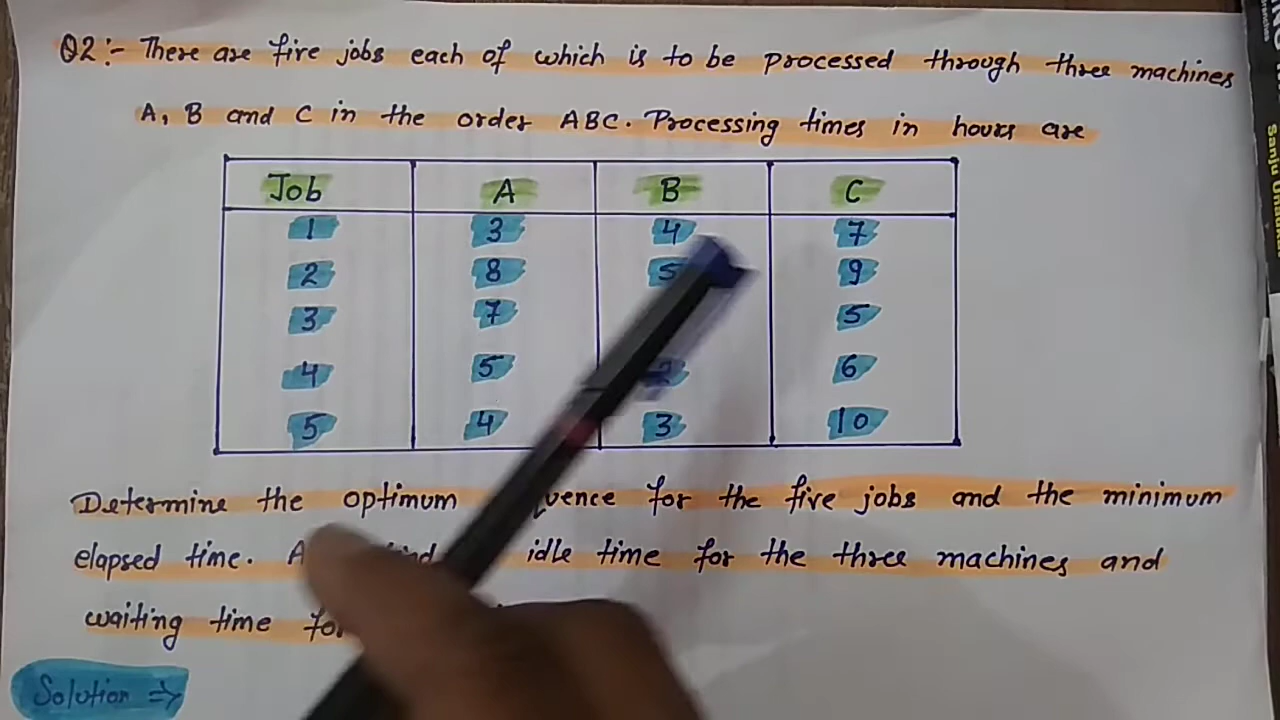 Q2:- There are five jobs each of which is to be processed through three machines
A, B and C in the order ABC. Processing times in hours are
Job A B C
1 3 4 7
2 8 5 9
3 7 5
4 5 2 6
5 4 3 10
Determine the optimum for the five jobs and the minimum
elapsed time. idle time for the three machines and
waiting time
Solution ⇒